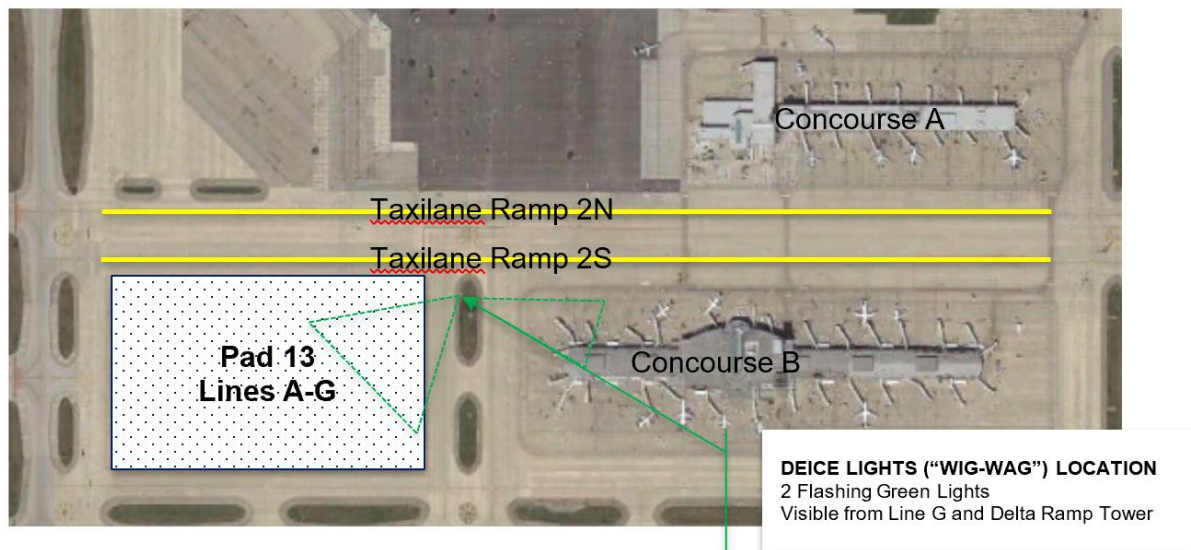 Concourse A
Taxilane Ramp 2N
Taxilane Ramp 2S
Pad 13
Lines A-G
Concourse B
DEICE LIGHTS (“WIG-WAG”) LOCATION
2 Flashing Green Lights
Visible from Line G and Delta Ramp Tower